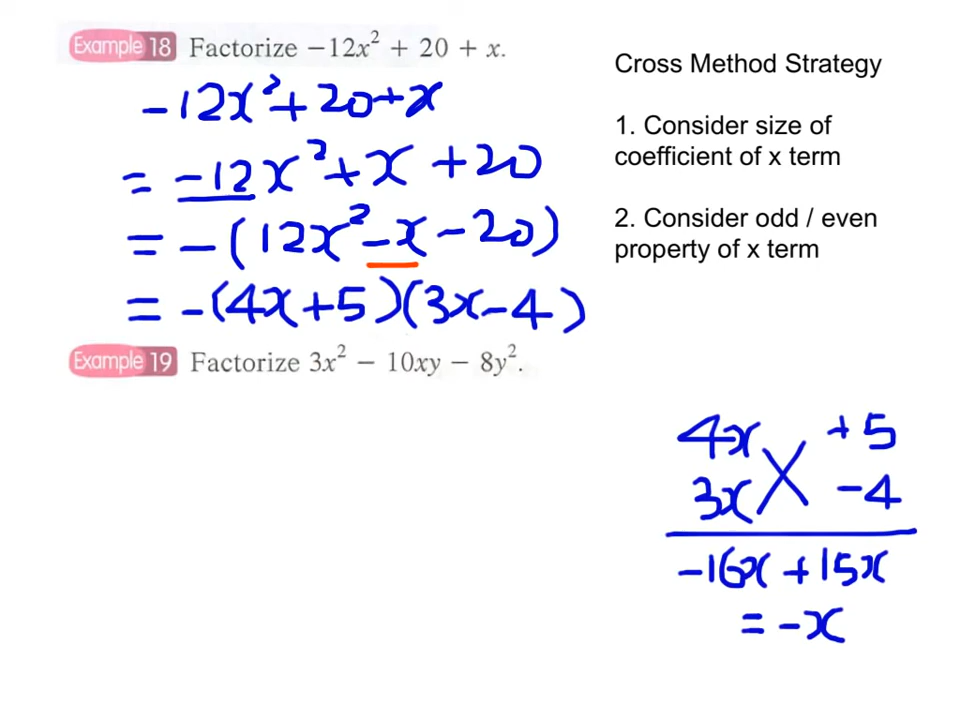 Example 18 Factorize −12x² + 20 + x.
−12x²+20+x
= −12x²+x+20
= −(12x²−x−20)
= −(4x+5)(3x−4)
Example 19 Factorize 3x² − 10xy − 8y².
Cross Method Strategy
1. Consider size of
coefficient of x term
2. Consider odd / even
property of x term
4x +5
3x −4
−16x +15x
= −x